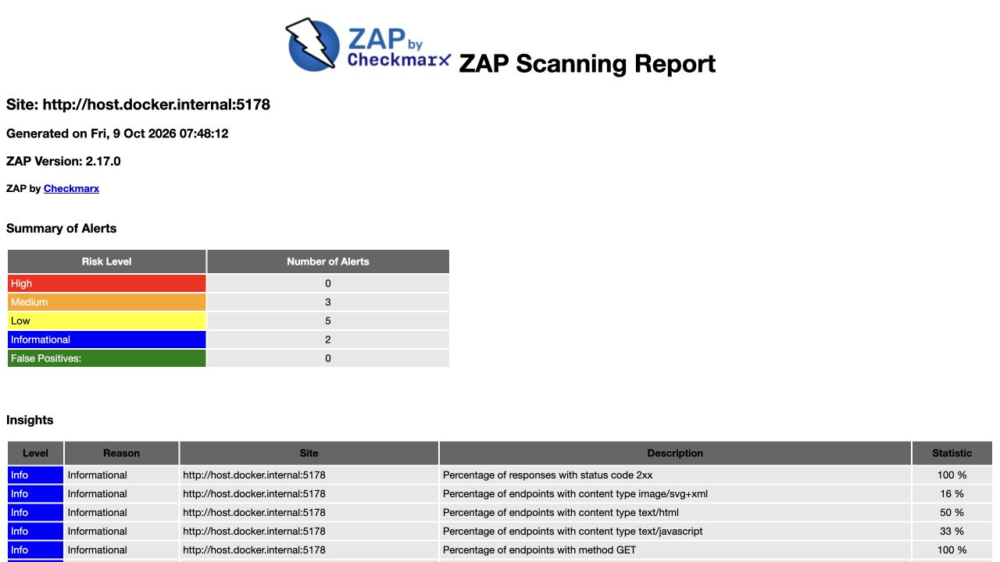 ZAP by
Checkmarx ZAP Scanning Report
Site: http://host.docker.internal:5178
Generated on Fri, 9 Oct 2026 07:48:12
ZAP Version: 2.17.0
ZAP by Checkmarx
Summary of Alerts
Risk Level Number of Alerts
High 0
Medium 3
Low 5
Informational 2
False Positives: 0
Insights
Level Reason Site Description Statistic
Info Informational http://host.docker.internal:5178 Percentage of responses with status code 2xx 100 %
Info Informational http://host.docker.internal:5178 Percentage of endpoints with content type image/svg+xml 16 %
Info Informational http://host.docker.internal:5178 Percentage of endpoints with content type text/html 50 %
Info Informational http://host.docker.internal:5178 Percentage of endpoints with content type text/javascript 33 %
Info Informational http://host.docker.internal:5178 Percentage of endpoints with method GET 100 %